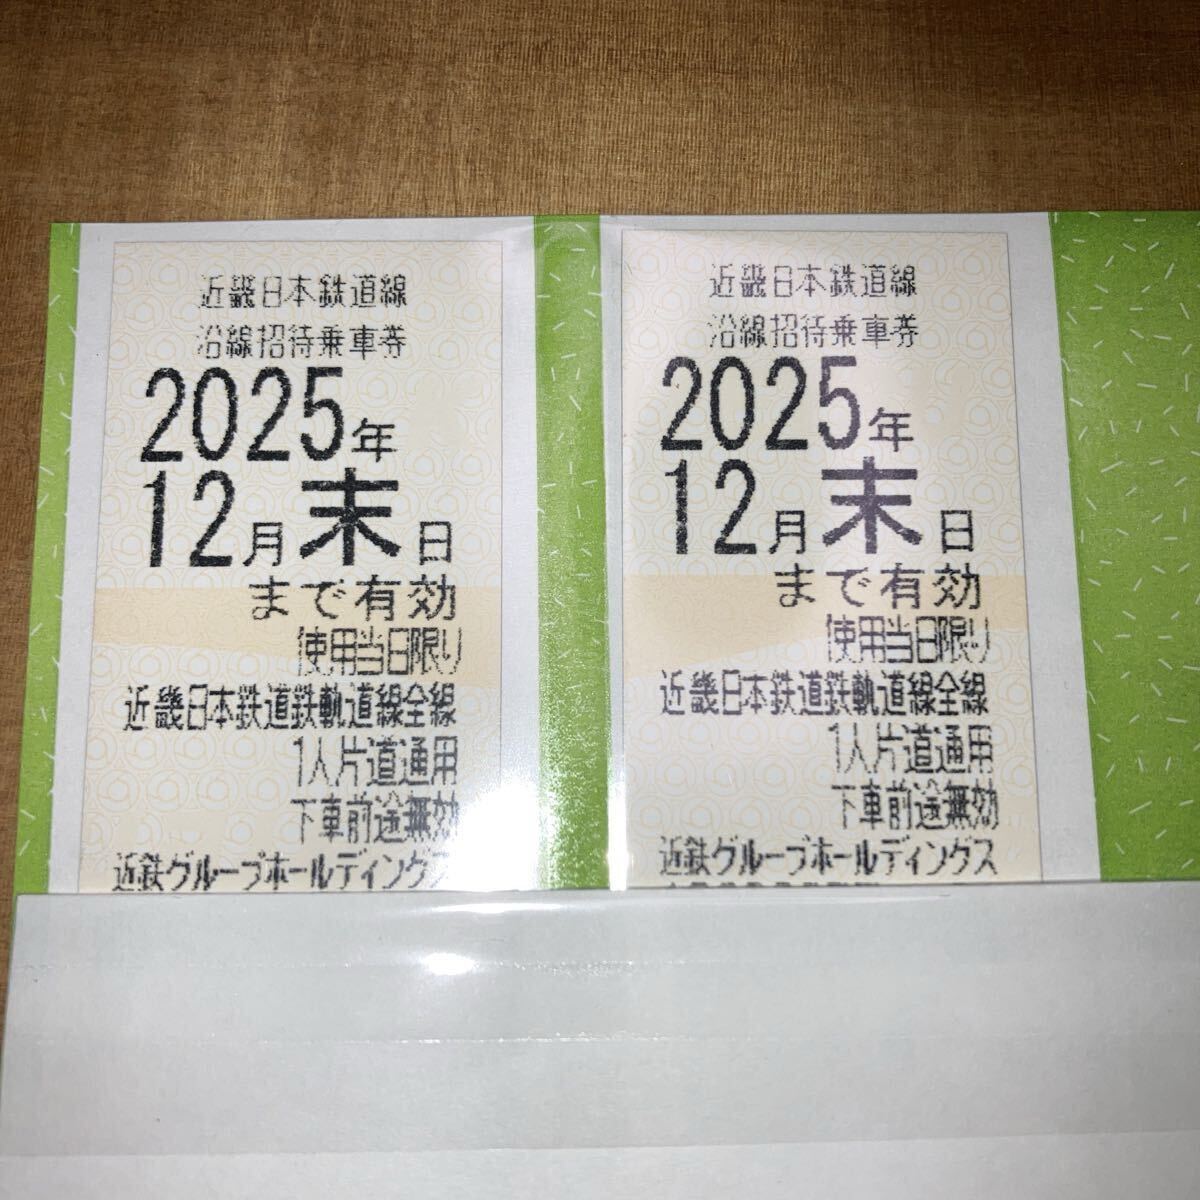 近畿日本鉄道線
沿線招待乗車券
2025年
12月末日
まで有効
使用当日限り
近畿日本鉄道鉄軌道線全線
1人片道通用
下車前途無効
近鉄グループホールディングス
近畿日本鉄道線
沿線招待乗車券
2025年
12月末日
まで有効
使用当日限り
近畿日本鉄道鉄軌道線全線
1人片道通用
下車前途無効
近鉄グループホールディングス